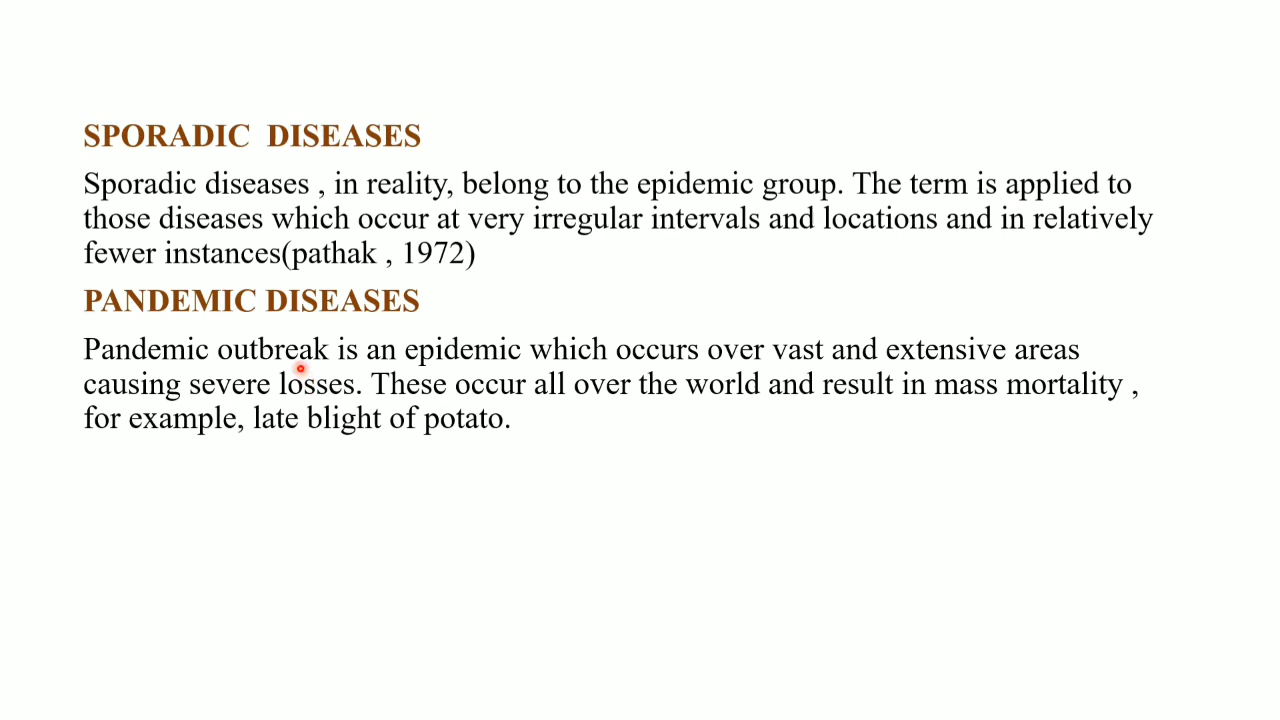 SPORADIC  DISEASES
Sporadic diseases , in reality, belong to the epidemic group. The term is applied to
those diseases which occur at very irregular intervals and locations and in relatively
fewer instances(pathak , 1972)
PANDEMIC DISEASES
Pandemic outbreak is an epidemic which occurs over vast and extensive areas
causing severe losses. These occur all over the world and result in mass mortality ,
for example, late blight of potato.